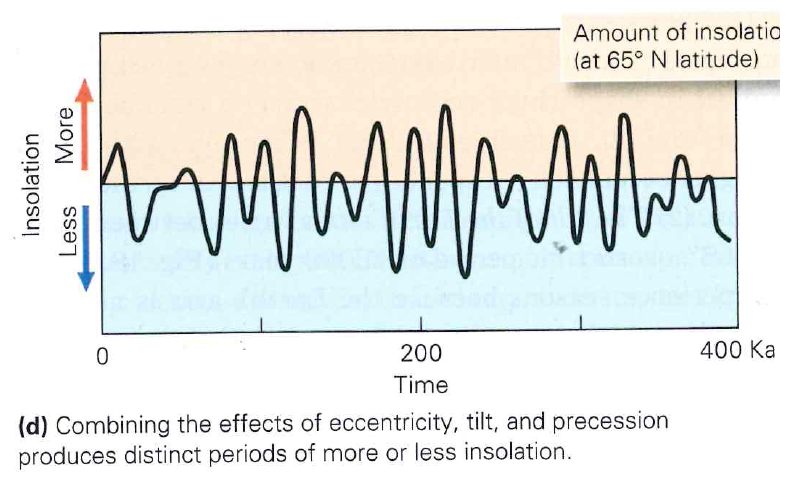 Amount of insolatio
(at 65° N latitude)
More
Insolation
Less
0
200
400 Ka
Time
(d) Combining the effects of eccentricity, tilt, and precession
produces distinct periods of more or less insolation.